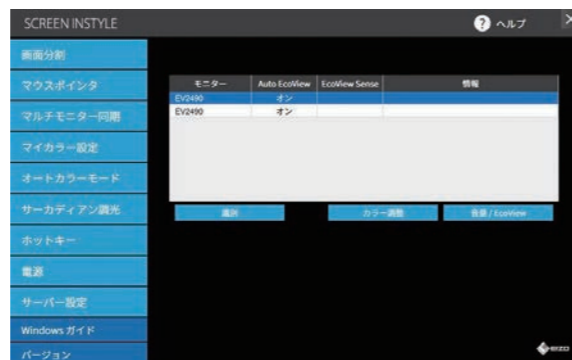 SCREEN INSTYLE
? ヘルプ
画面分割
マウスポインタ
マルチモニター同期
マイカラー設定
オートカラーモード
サーカディアン調光
ホットキー
電源
サーバー設定
Windows ガイド
バージョン
モニター Auto EcoView EcoView Sense 情報
EV2490 オン
EV2490 オン
識別 カラー調整 音量 / EcoView
EIZO